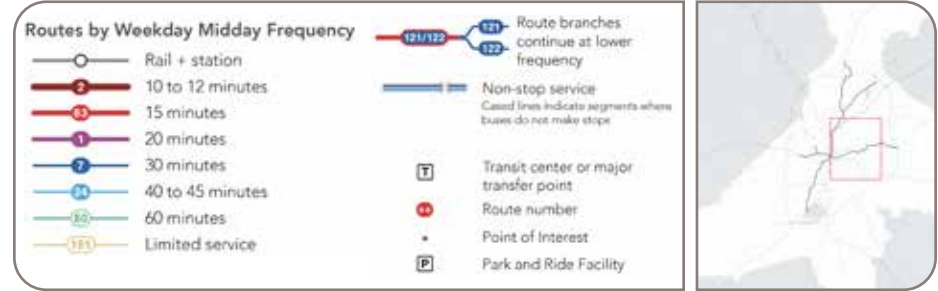 Routes by Weekday Midday Frequency
Rail + station
2
10 to 12 minutes
63
15 minutes
1
20 minutes
7
30 minutes
40 to 45 minutes
60 minutes
Limited service
121/122
121
122
Route branches
continue at lower
frequency
Non-stop service
Cased lines indicate segments where
buses do not make stops
T
Transit center or major
transfer point
Route number
Point of Interest
P
Park and Ride Facility